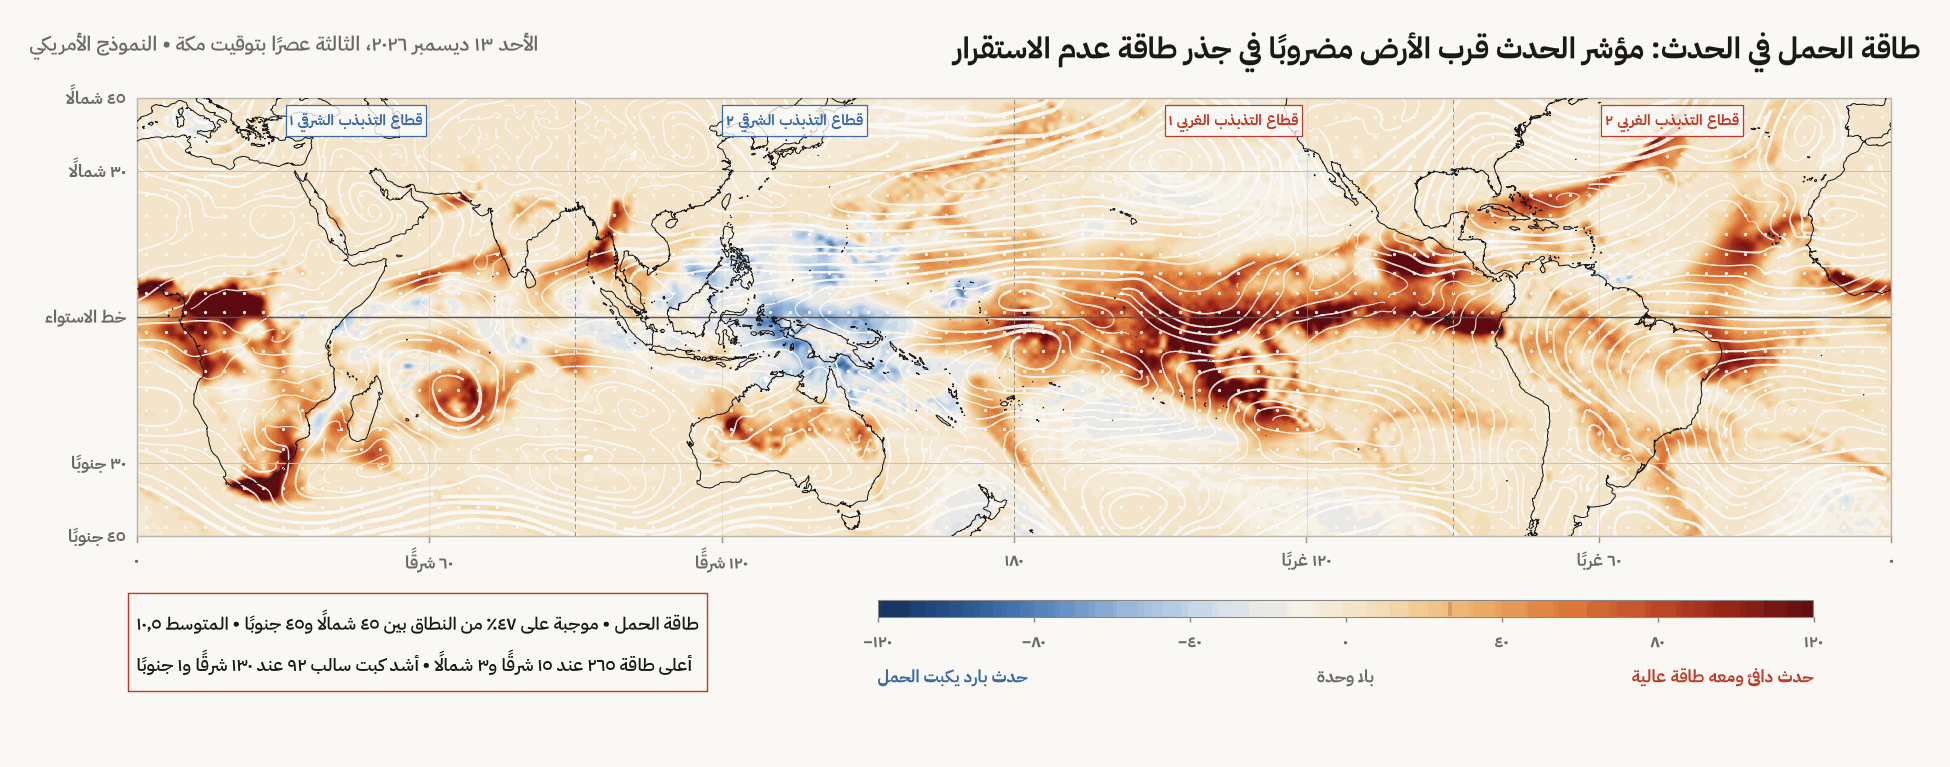 طاقة الحمل في الحدث: مؤشر الحدث قرب الأرض مضروبًا في جذر طاقة عدم الاستقرار
الأحد ١٣ ديسمبر ٢٠٢٦، الثالثة عصرًا بتوقيت مكة • النموذج الأمريكي
قطاع التذبذب الشرقي ١
قطاع التذبذب الشرقي ٢
قطاع التذبذب الغربي ١
قطاع التذبذب الغربي ٢
٤٥ شمالًا
٣٠ شمالًا
خط الاستواء
٣٠ جنوبًا
٤٥ جنوبًا
٠
٦٠ شرقًا
١٢٠ شرقًا
١٨٠
١٢٠ غربًا
٦٠ غربًا
٠
طاقة الحمل • موجبة على ٤٧٪ من النطاق بين ٤٥ شمالًا و٤٥ جنوبًا • المتوسط ١٠,٥
أعلى طاقة ٢٦٥ عند ١٥ شرقًا و٣ شمالًا • أشد كبت سالب ٩٢ عند ١٣٠ شرقًا و١ جنوبًا
−١٢٠
−٨٠
−٤٠
٠
٤٠
٨٠
١٢٠
حدث بارد يكبت الحمل
بلا وحدة
حدث دافئ ومعه طاقة عالية